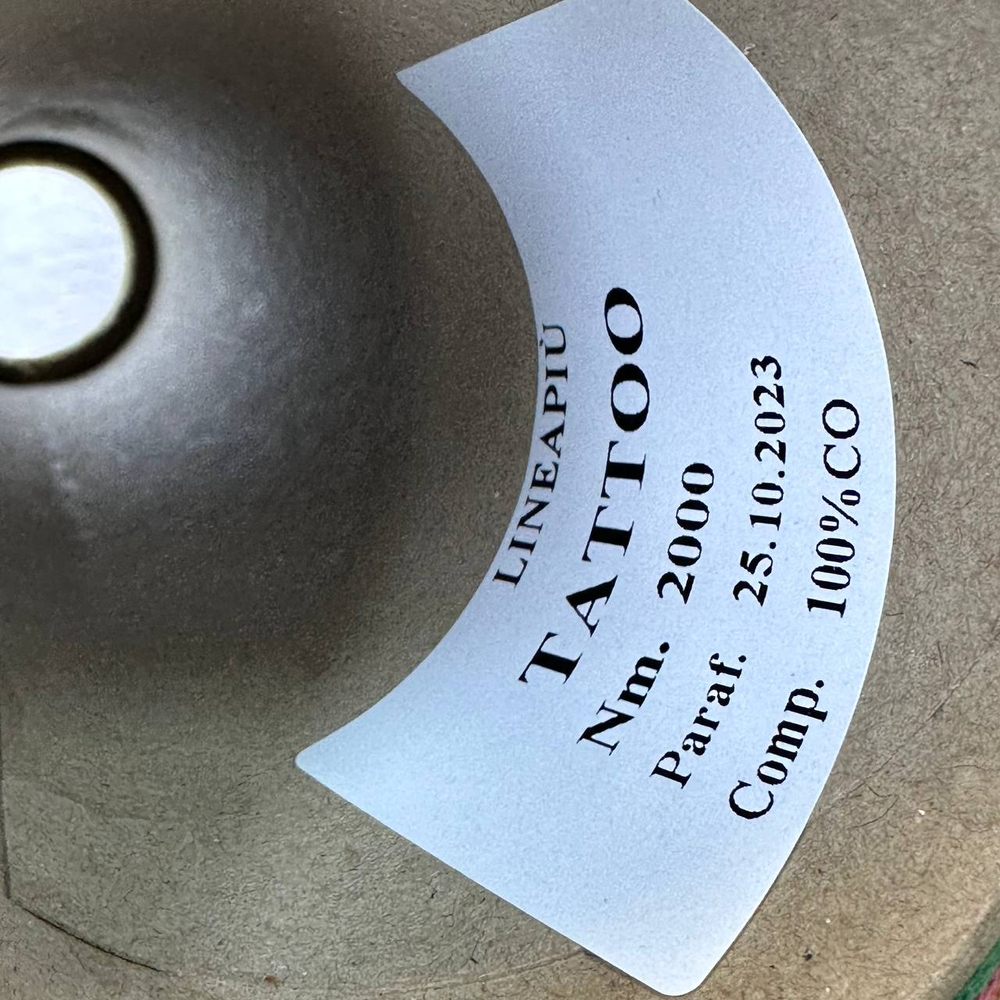 LINEAPIÙ
TATTOO
Nm. 2000
Paraf. 25.10.2023
Comp. 100%CO